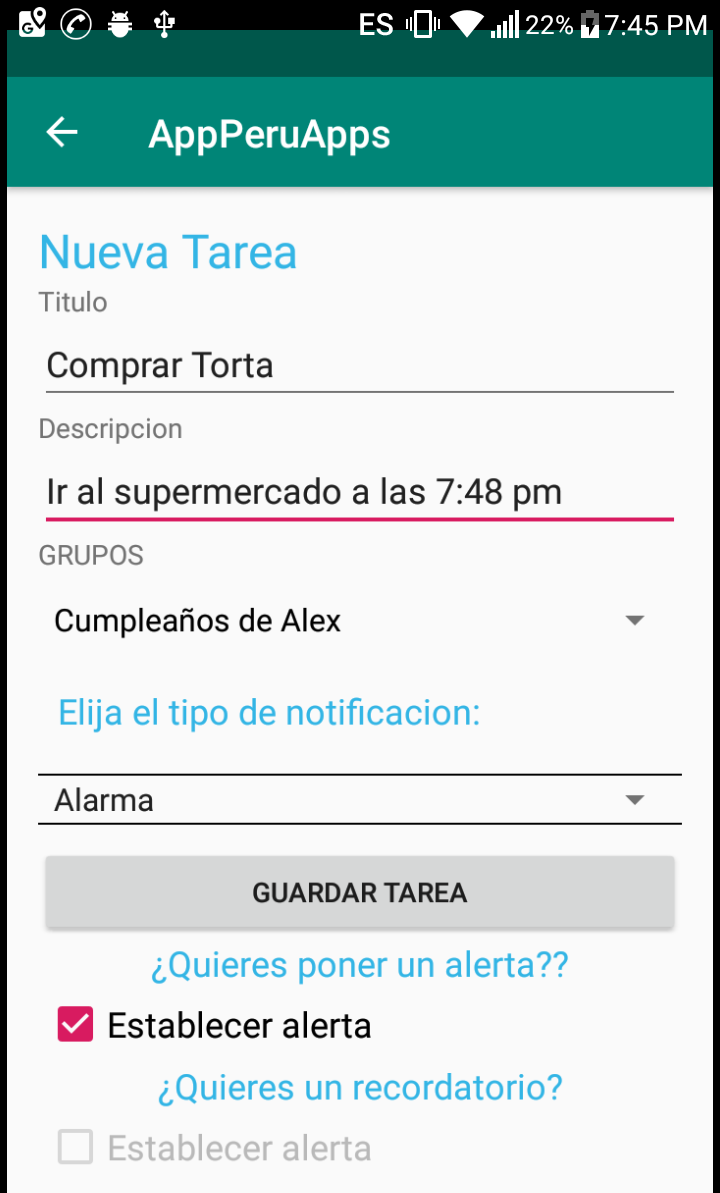 ES 22% 7:45 PM
AppPeruApps
Nueva Tarea
Titulo
Comprar Torta
Descripcion
Ir al supermercado a las 7:48 pm
GRUPOS
Cumpleaños de Alex
Elija el tipo de notificacion:
Alarma
GUARDAR TAREA
¿Quieres poner un alerta??
Establecer alerta
¿Quieres un recordatorio?
Establecer alerta